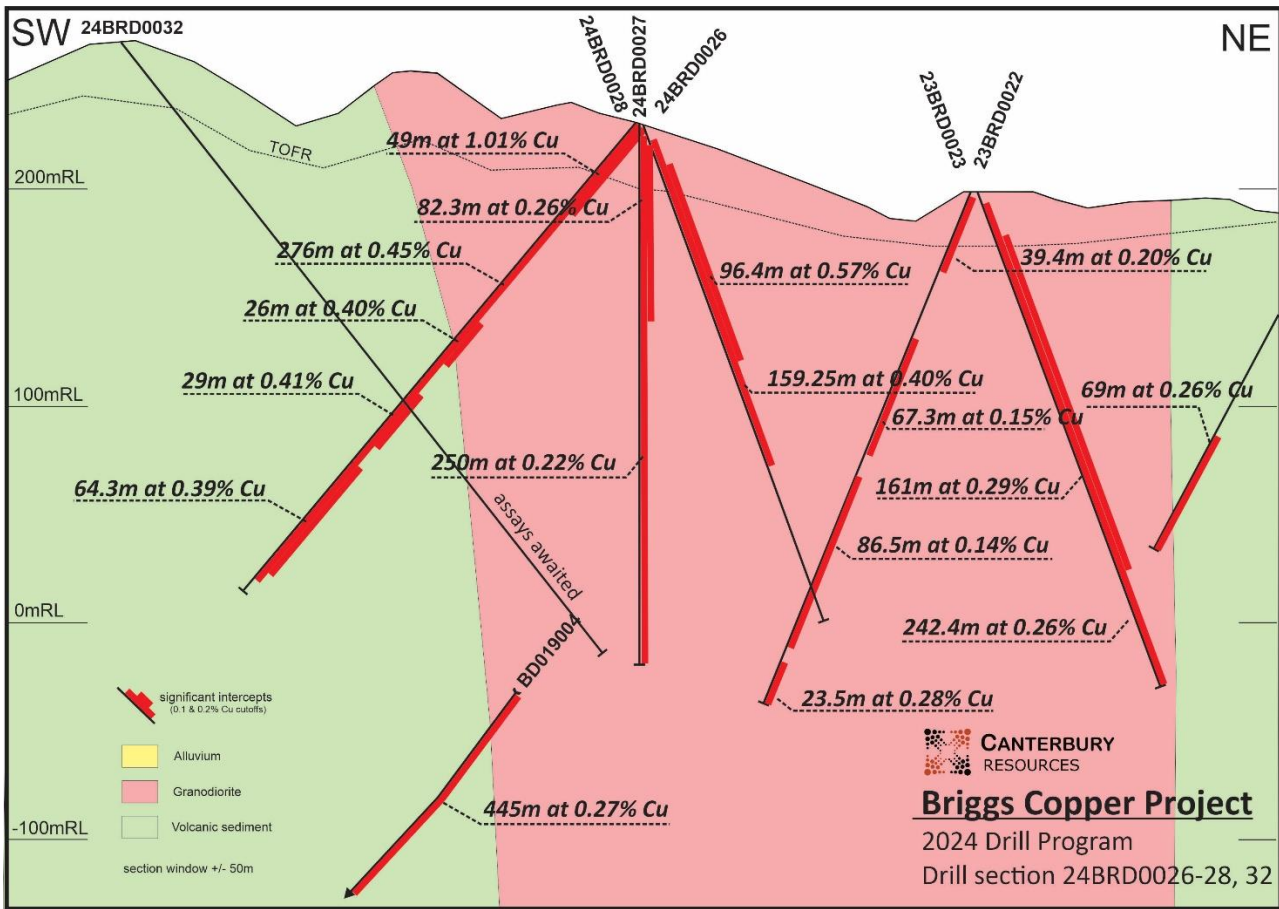 SW
24BRD0032
24BRD0028
24BRD0027
24BRD0026
23BRD0023
23BRD0022
NE
TOFR
49m at 1.01% Cu
200mRL
82.3m at 0.26% Cu
276m at 0.45% Cu
96.4m at 0.57% Cu
39.4m at 0.20% Cu
26m at 0.40% Cu
29m at 0.41% Cu
159.25m at 0.40% Cu
69m at 0.26% Cu
100mRL
67.3m at 0.15% Cu
64.3m at 0.39% Cu
250m at 0.22% Cu
161m at 0.29% Cu
assays awaited
86.5m at 0.14% Cu
0mRL
242.4m at 0.26% Cu
BD019004
23.5m at 0.28% Cu
significant intercepts
(0.1 & 0.2% Cu cutoffs)
Alluvium
Granodiorite
Volcanic sediment
section window +/- 50m
445m at 0.27% Cu
-100mRL
CANTERBURY
RESOURCES
Briggs Copper Project
2024 Drill Program
Drill section 24BRD0026-28, 32